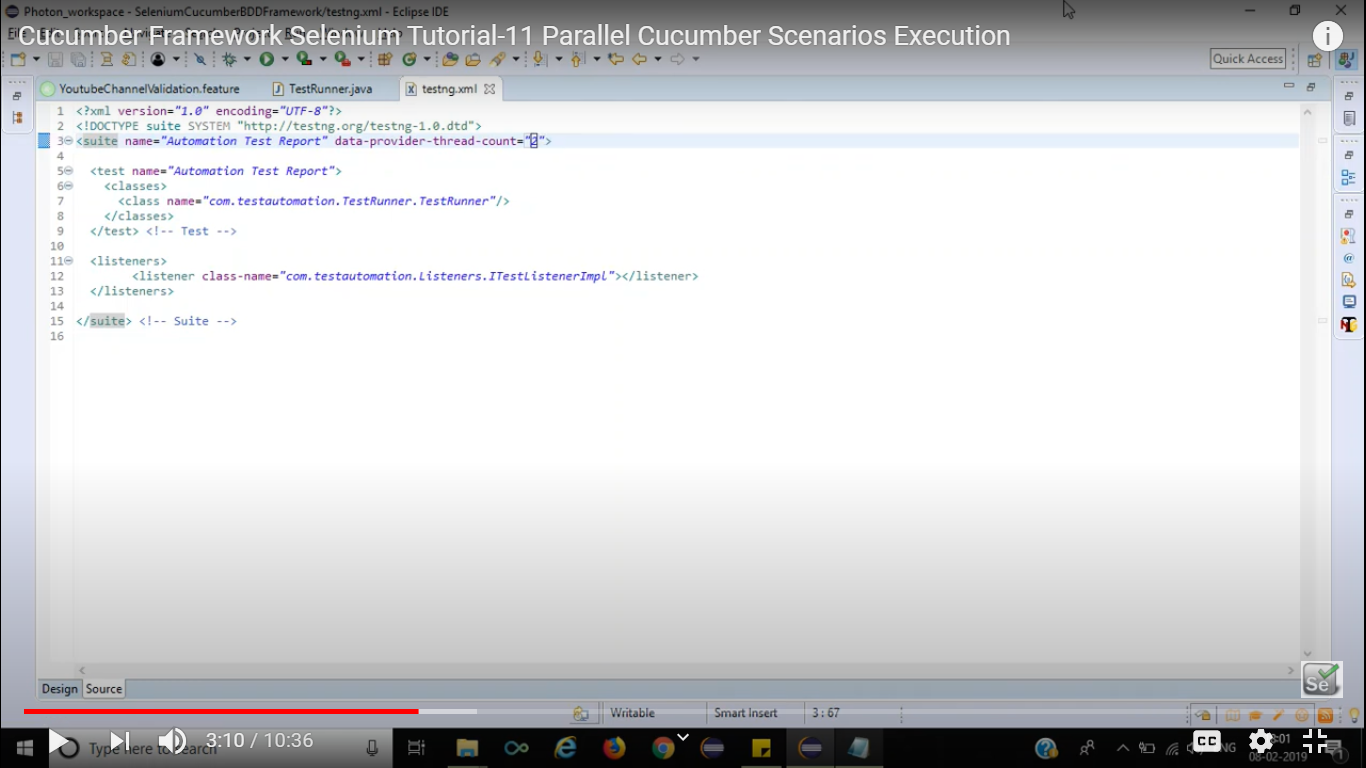 Photon_workspace - SeleniumCucumberBDDFramework/testng.xml - Eclipse IDE
Cucumber Framework Selenium Tutorial-11 Parallel Cucumber Scenarios Execution
Quick Access
YoutubeChannelValidation.feature TestRunner.java testng.xml
1 <?xml version="1.0" encoding="UTF-8"?>
2 <!DOCTYPE suite SYSTEM "http://testng.org/testng-1.0.dtd">
3 <suite name="Automation Test Report" data-provider-thread-count="2">
4
5 <test name="Automation Test Report">
6 <classes>
7 <class name="com.testautomation.TestRunner.TestRunner"/>
8 </classes>
9 </test> <!-- Test -->
10
11 <listeners>
12 <listener class-name="com.testautomation.Listeners.ITestListenerImpl"></listener>
13 </listeners>
14
15 </suite> <!-- Suite -->
16
Se
Design Source
Writable Smart Insert 3 : 67
3:10 / 10:36
Type here to search
CC
08-02-2019